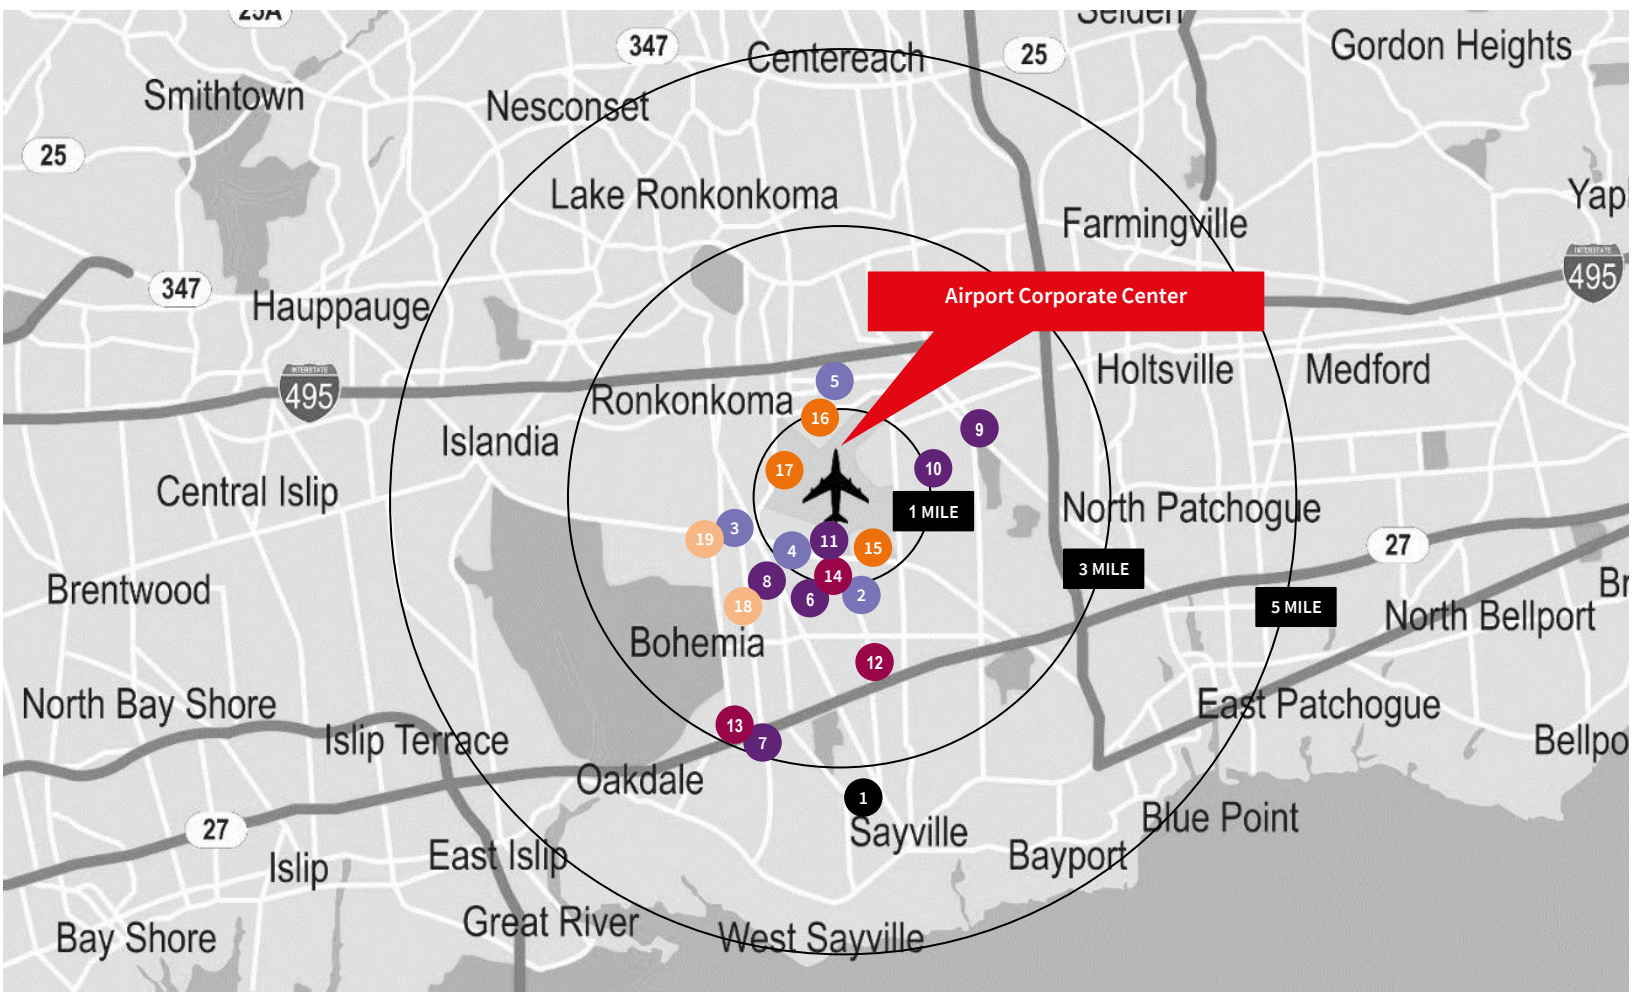 25A
Selden
347
Centereach
25
Gordon Heights
Smithtown
Nesconset
25
Lake Ronkonkoma
Farmingville
INTERSTATE
495
347
Hauppauge
Airport Corporate Center
INTERSTATE
495
Holtsville
Medford
5
Ronkonkoma
16
9
Islandia
17
10
Central Islip
1 MILE
North Patchogue
3
19
4
11
15
27
3 MILE
Brentwood
8
14
18
6
2
5 MILE
North Bellport
Bohemia
12
North Bay Shore
East Patchogue
13
7
Islip Terrace
Oakdale
1
27
Sayville
Blue Point
East Islip
Bayport
Islip
Great River
Bay Shore
West Sayville